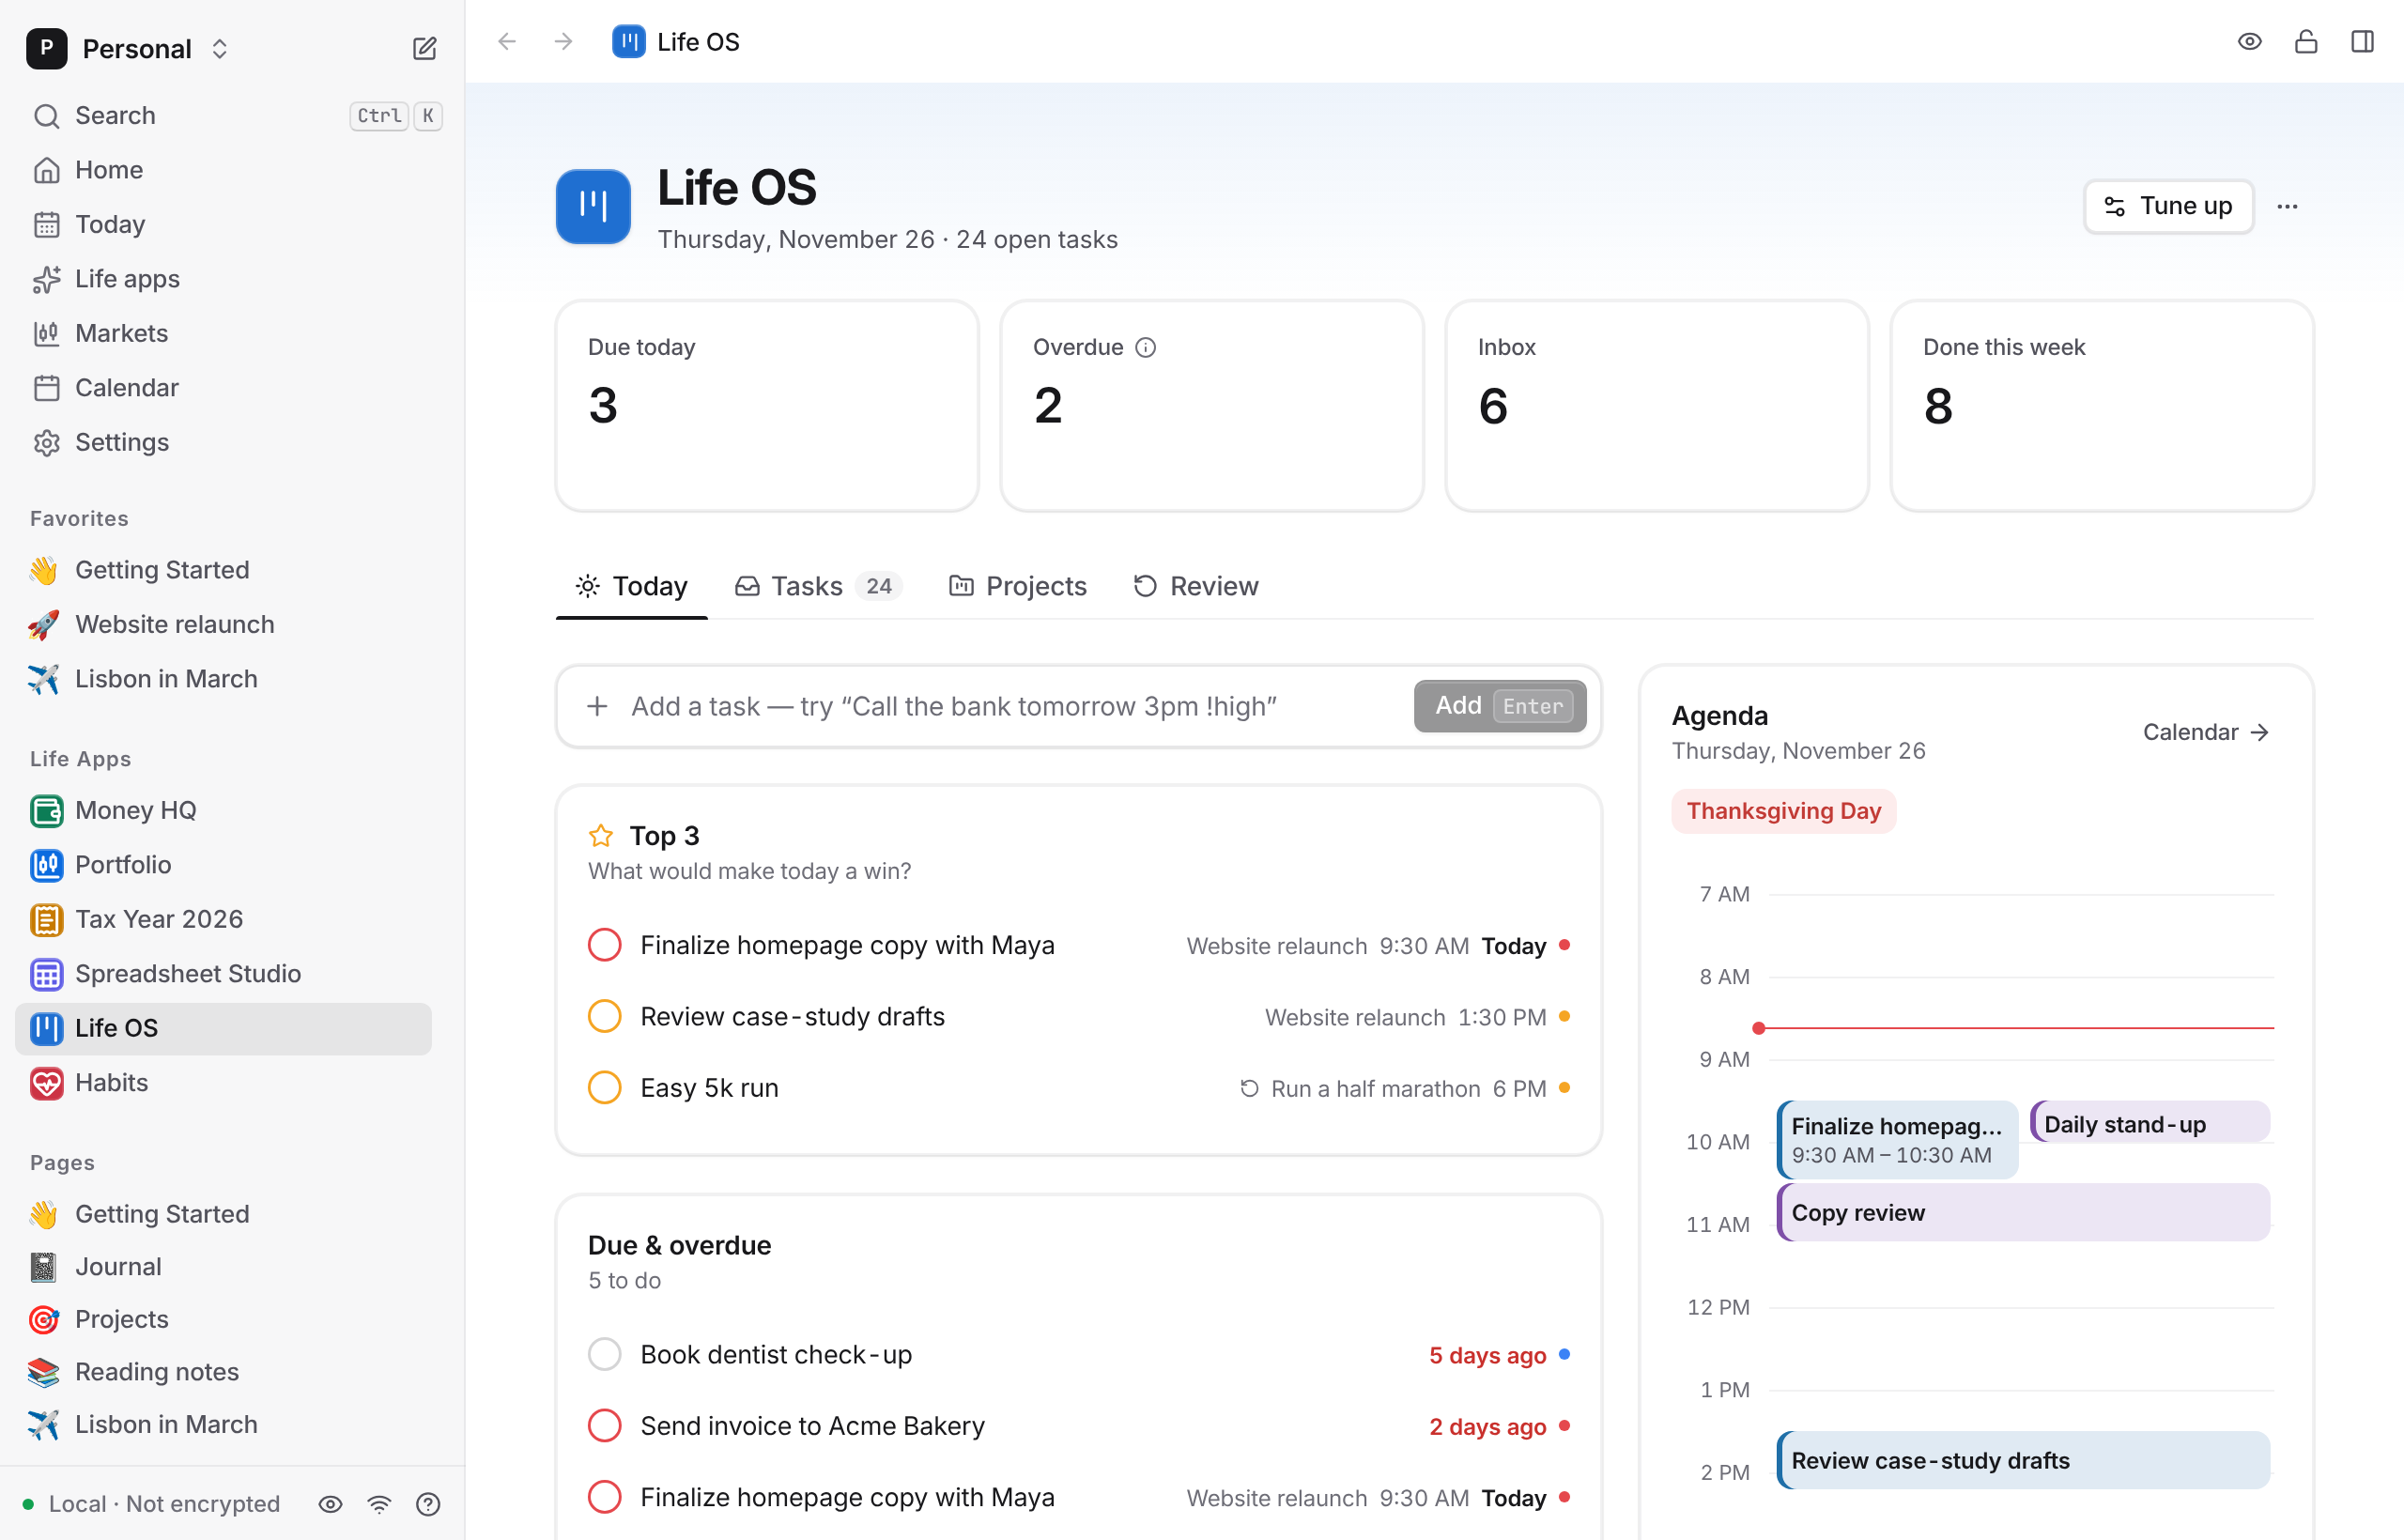 P Personal
Search Ctrl K
Home
Today
Life apps
Markets
Calendar
Settings
Favorites
Getting Started
Website relaunch
Lisbon in March
Life Apps
Money HQ
Portfolio
Tax Year 2026
Spreadsheet Studio
Life OS
Habits
Pages
Getting Started
Journal
Projects
Reading notes
Lisbon in March
Local · Not encrypted
Life OS
Life OS
Thursday, November 26 · 24 open tasks
Tune up
Due today
3
Overdue
2
Inbox
6
Done this week
8
Today
Tasks 24
Projects
Review
Add a task — try “Call the bank tomorrow 3pm !high”
Add Enter
Top 3
What would make today a win?
Finalize homepage copy with Maya Website relaunch 9:30 AM Today
Review case-study drafts Website relaunch 1:30 PM
Easy 5k run Run a half marathon 6 PM
Due & overdue
5 to do
Book dentist check-up 5 days ago
Send invoice to Acme Bakery 2 days ago
Finalize homepage copy with Maya Website relaunch 9:30 AM Today
Agenda
Thursday, November 26
Calendar
Thanksgiving Day
7 AM
8 AM
9 AM
Finalize homepag...
9:30 AM – 10:30 AM
Daily stand-up
10 AM
Copy review
11 AM
12 PM
1 PM
Review case-study drafts
2 PM